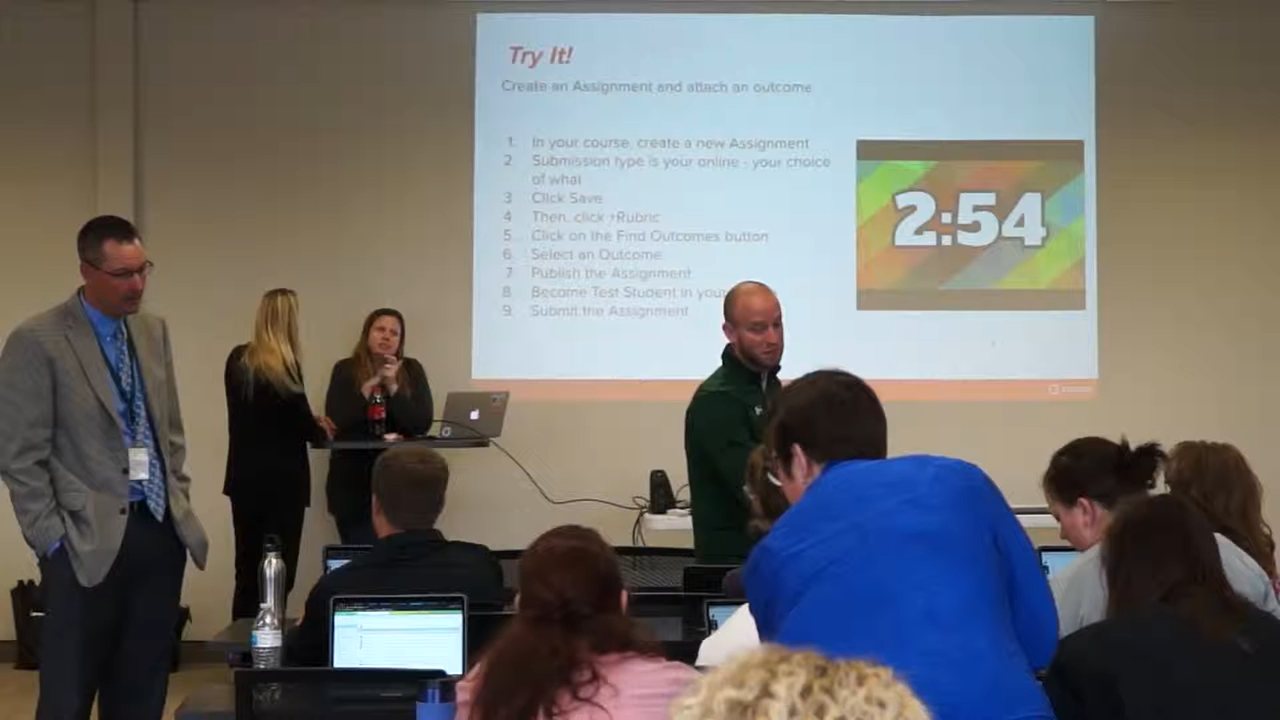 Try It!
Create an Assignment and attach an outcome
1. In your course, create a new Assignment
2. Submission type is your online - your choice
of what
3. Click Save
4. Then, click +Rubric
5. Click on the Find Outcomes button
6. Select an Outcome
7. Publish the Assignment
8. Become Test Student in your
9. Submit the Assignment
2:54